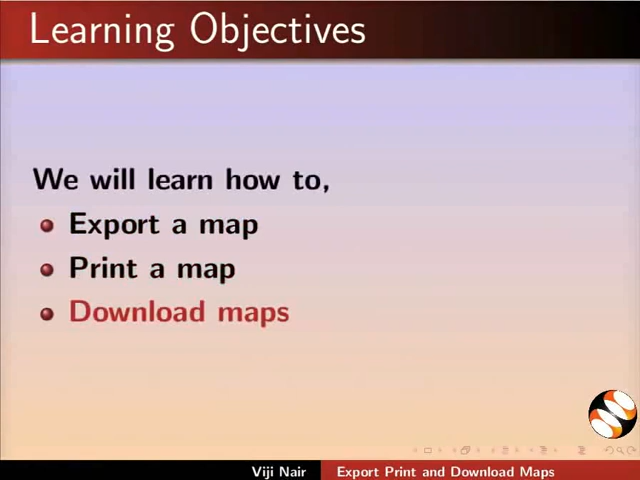 Learning Objectives
We will learn how to,
Export a map
Print a map
Download maps
Viji Nair
Export Print and Download Maps